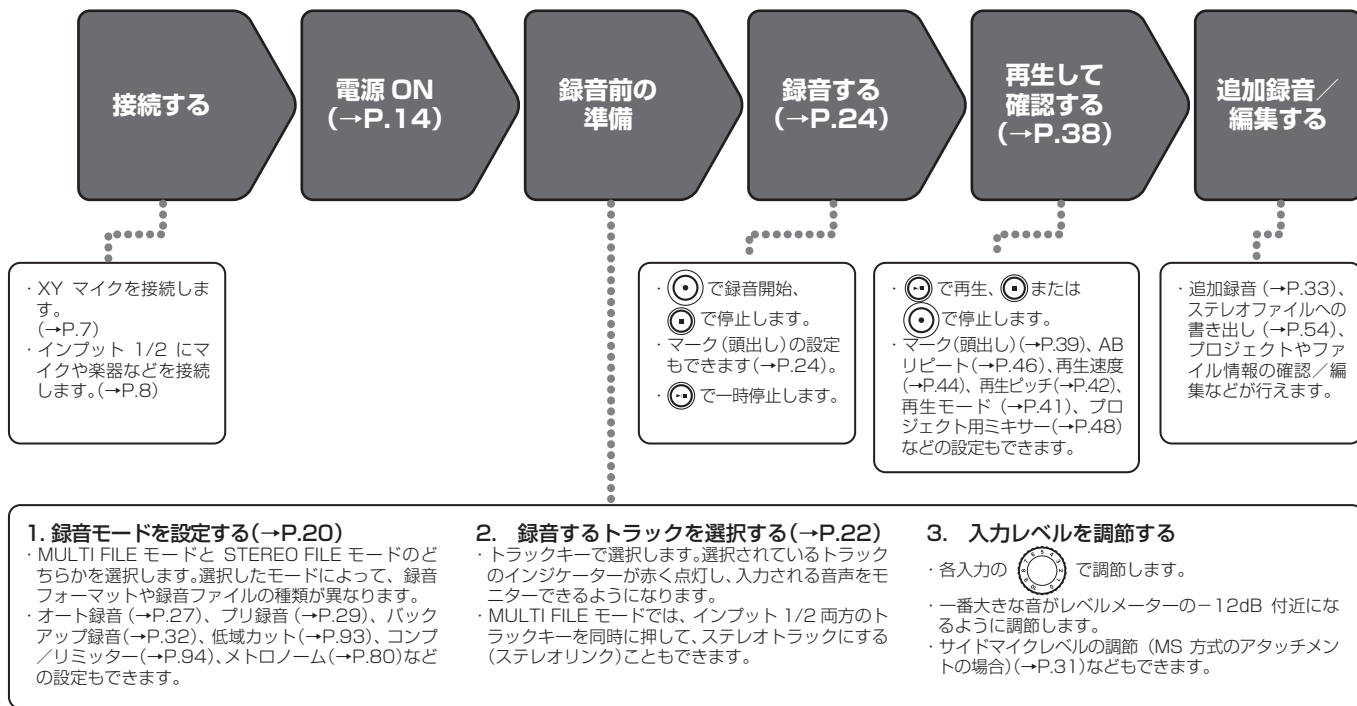 接続する
電源 ON
(→P.14)
録音前の
準備
録音する
(→P.24)
再生して
確認する
(→P.38)
追加録音／
編集する
・XY マイクを接続しま
す。
(→P.7)
・インプット 1/2 にマ
イクや楽器などを接続
します。(→P.8)
・ で録音開始、
で停止します。
・マーク(頭出し)の設定
もできます(→P.24)。
・ で一時停止します。
・ で再生、 または
で停止します。
・マーク(頭出し)(→P.39)、AB
リピート(→P.46)、再生速度
(→P.44)、再生ピッチ(→P.42)、
再生モード (→P.41)、プロ
ジェクト用ミキサー(→P.48)
などの設定もできます。
・追加録音 (→P.33)、
ステレオファイルへの
書き出し (→P.54)、
プロジェクトやファ
イル情報の確認／編
集などが行えます。
1. 録音モードを設定する(→P.20)
・MULTI FILE モードと STEREO FILE モードのど
ちらかを選択します。選択したモードによって、録音
フォーマットや録音ファイルの種類が異なります。
・オート録音 (→P.27)、プリ録音 (→P.29)、バック
アップ録音(→P.32)、低域カット(→P.93)、コンプ
／リミッター(→P.94)、メトロノーム(→P.80)など
の設定もできます。
2. 録音するトラックを選択する(→P.22)
・トラックキーで選択します。選択されているトラック
のインジケーターが赤く点灯し、入力される音声をモ
ニターできるようになります。
・MULTI FILE モードでは、インプット 1/2 両方のト
ラックキーを同時に押して、ステレオトラックにする
(ステレオリンク)こともできます。
3. 入力レベルを調節する
・各入力の で調節します。
・一番大きな音がレベルメーターの－12dB 付近にな
るように調節します。
・サイドマイクレベルの調節 (MS 方式のアタッチメン
トの場合)(→P.31)などもできます。